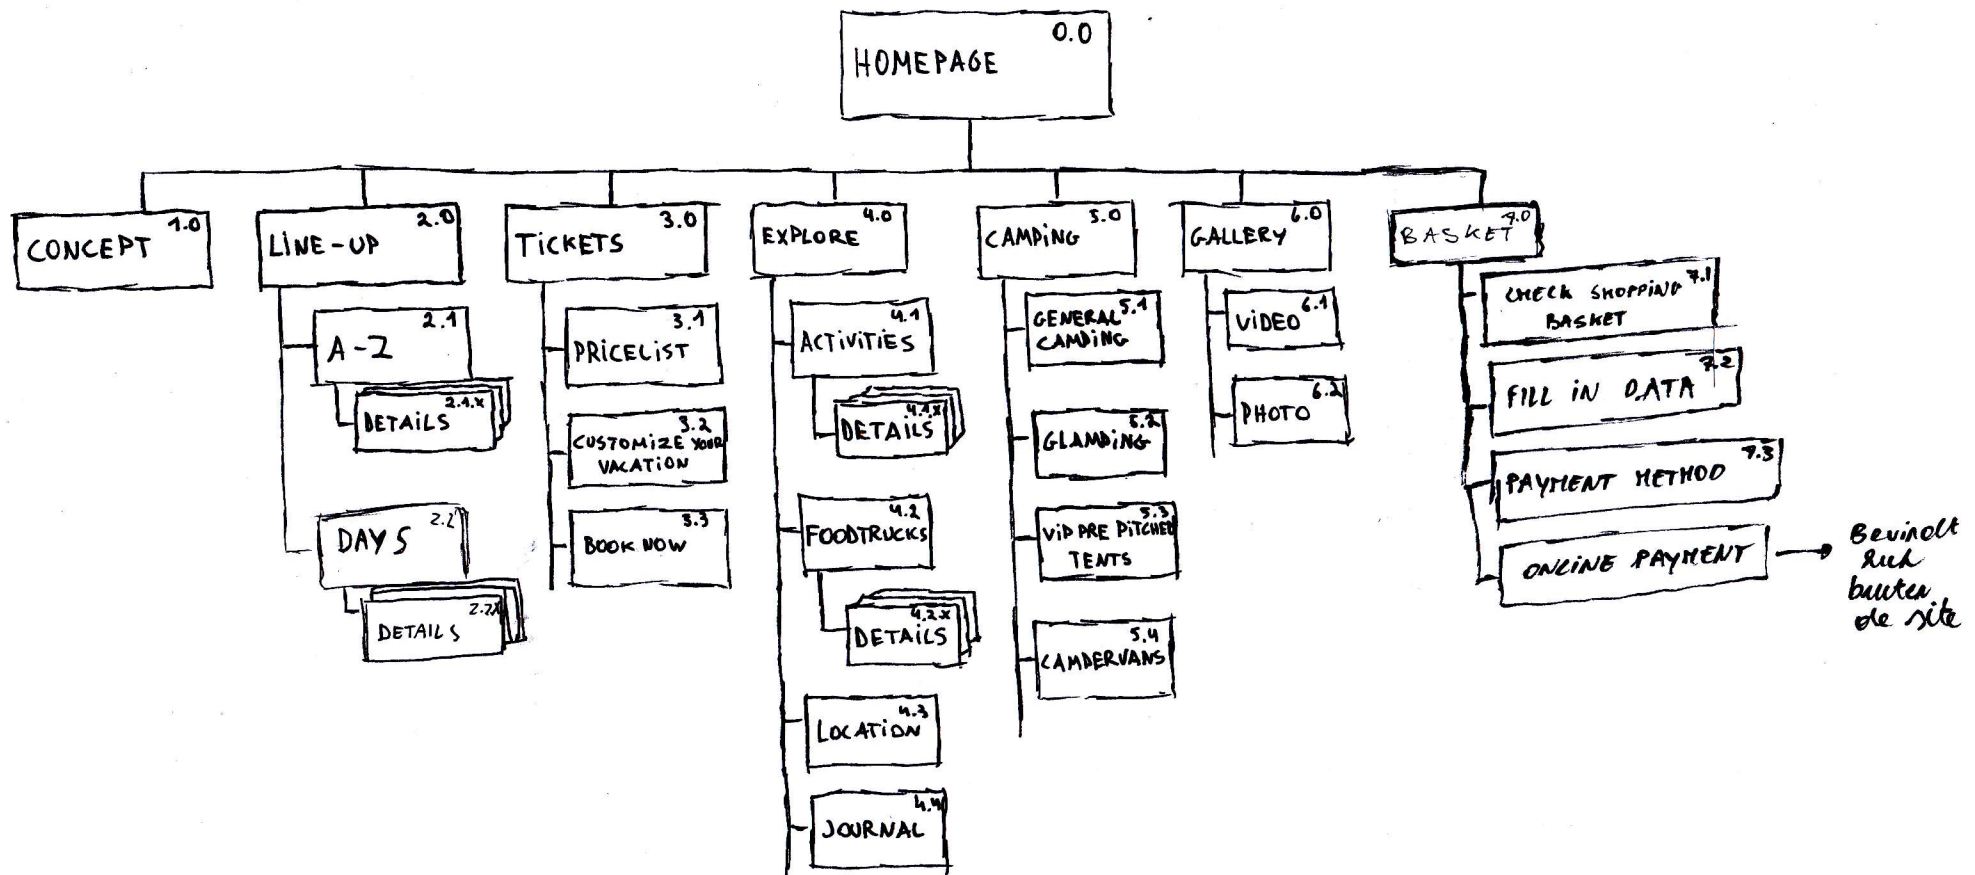 0.0
HOMEPAGE
1.0
CONCEPT
2.0
LINE-UP
2.1
A-Z
2.1.x
DETAILS
2.2
DAYS
2.2x
DETAILS
3.0
TICKETS
3.1
PRICELIST
3.2
CUSTOMIZE YOUR
VACATION
3.3
BOOK NOW
4.0
EXPLORE
4.1
ACTIVITIES
4.1.x
DETAILS
4.2
FOODTRUCKS
4.2.x
DETAILS
4.3
LOCATION
4.4
JOURNAL
5.0
CAMPING
5.1
GENERAL
CAMPING
5.2
GLAMPING
5.3
VIP PRE PITCHED
TENTS
5.4
CAMPERVANS
6.0
GALLERY
6.1
VIDEO
6.2
PHOTO
7.0
BASKET
7.1
CHECK SHOPPING
BASKET
7.2
FILL IN DATA
7.3
PAYMENT METHOD
ONLINE PAYMENT
Bevindt
zich
buiten
de site